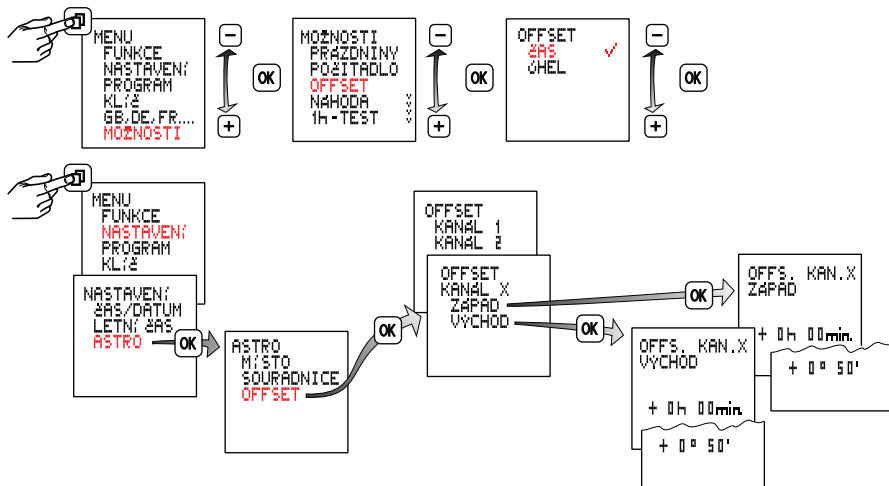 MENU
FUNKCE
NASTAVENÍ
PROGRAM
KLÍČ
GB,DE,FR....
MOŽNOSTI
−
+
OK
MOŽNOSTI
PRÁZDNINY
POČITADLO
OFFSET
NÁHODA
1h-TEST
−
+
OK
OFFSET
ČAS ✓
ÚHEL
−
+
OK
MENU
FUNKCE
NASTAVENÍ
PROGRAM
KLÍČ
NASTAVENÍ
ČAS/DATUM
LETNÍ ČAS
ASTRO
OK
ASTRO
MÍSTO
SOUŘADNICE
OFFSET
OK
OFFSET
KANÁL 1
KANÁL 2
OFFSET
KANÁL X
ZÁPAD
VÝCHOD
OK
OK
OFFS. KAN.X
ZÁPAD
+ 0h 00min.
+ 0° 50'
OFFS. KAN.X
VÝCHOD
+ 0h 00min.
+ 0° 50'